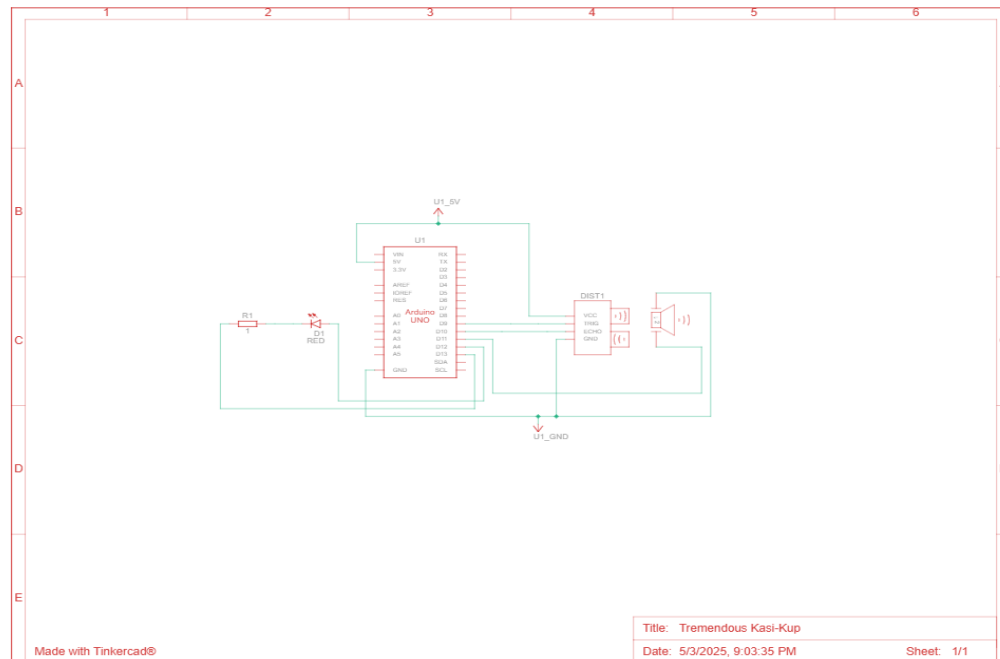 1 2 3 4 5 6
A
B
C
D
E
U1_5V
U1
VIN
5V
3.3V
AREF
IOREF
RES
A0
A1
A2
A3
A4
A5
GND
Arduino
UNO
RX
TX
D2
D3
D4
D5
D6
D7
D8
D9
D10
D11
D12
D13
SDA
SCL
R1
1
D1
RED
DIST1
VCC
TRIG
ECHO
GND
U1_GND
Title: Tremendous Kasi-Kup
Made with Tinkercad®
Date: 5/3/2025, 9:03:35 PM
Sheet: 1/1